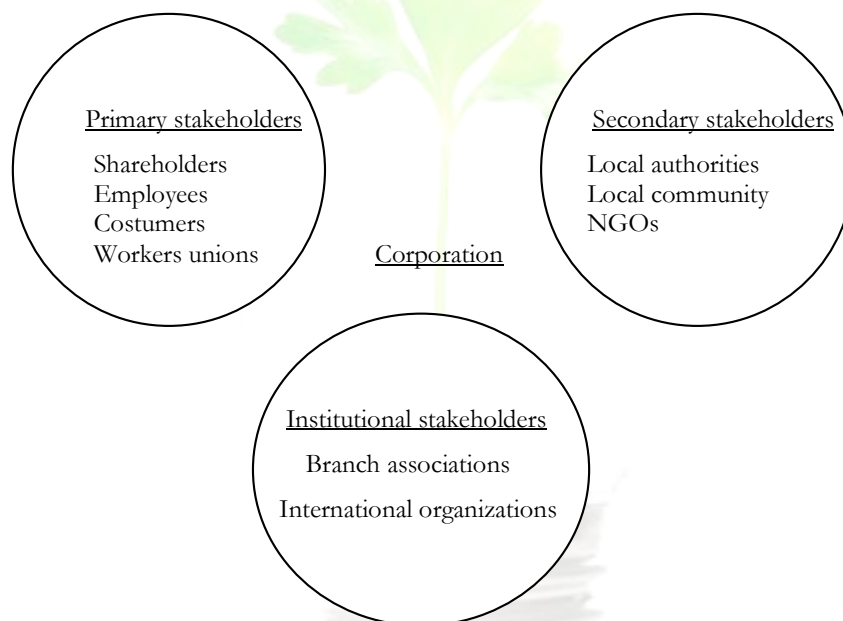 Primary stakeholders
Shareholders
Employees
Costumers
Workers unions
Secondary stakeholders
Local authorities
Local community
NGOs
Corporation
Institutional stakeholders
Branch associations
International organizations